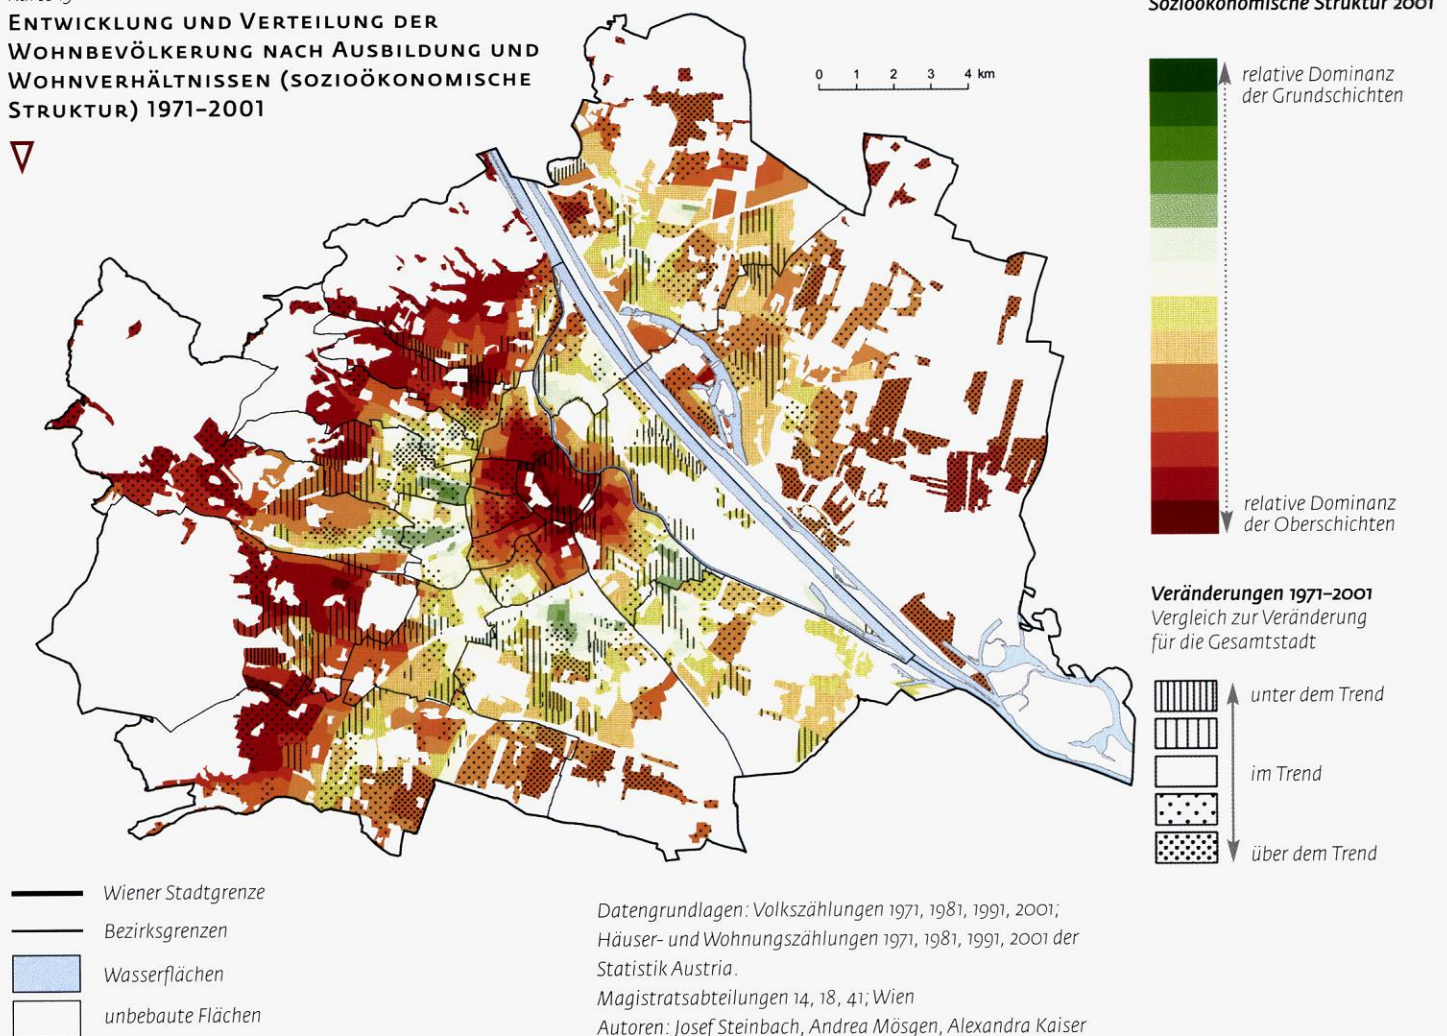 ENTWICKLUNG UND VERTEILUNG DER
WOHNBEVÖLKERUNG NACH AUSBILDUNG UND
WOHNVERHÄLTNISSEN (SOZIOÖKONOMISCHE
STRUKTUR) 1971–2001
0 1 2 3 4 km
Sozioökonomische Struktur 2001
relative Dominanz
der Grundschichten
relative Dominanz
der Oberschichten
Veränderungen 1971–2001
Vergleich zur Veränderung
für die Gesamtstadt
unter dem Trend
im Trend
über dem Trend
Wiener Stadtgrenze
Bezirksgrenzen
Wasserflächen
unbebaute Flächen
Datengrundlagen: Volkszählungen 1971, 1981, 1991, 2001;
Häuser- und Wohnungszählungen 1971, 1981, 1991, 2001 der
Statistik Austria.
Magistratsabteilungen 14, 18, 41; Wien
Autoren: Josef Steinbach, Andrea Mösgen, Alexandra Kaiser